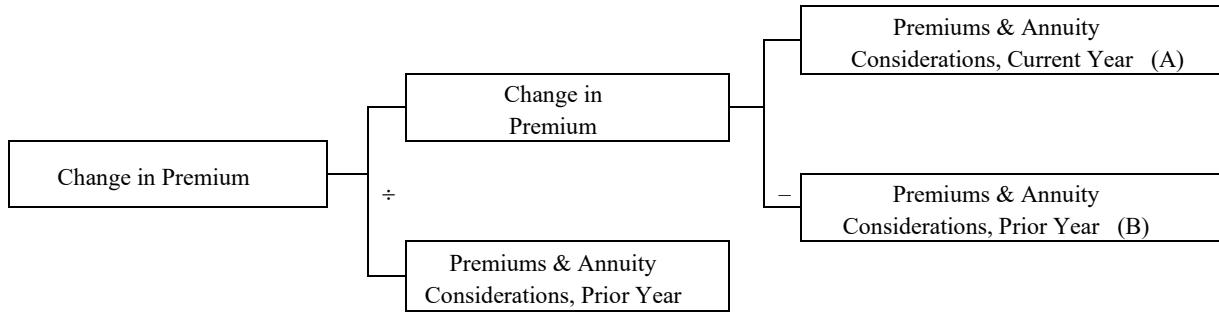 Premiums & Annuity
Considerations, Current Year (A)
Change in
Premium
Change in Premium
÷
–
Premiums & Annuity
Considerations, Prior Year (B)
Premiums & Annuity
Considerations, Prior Year